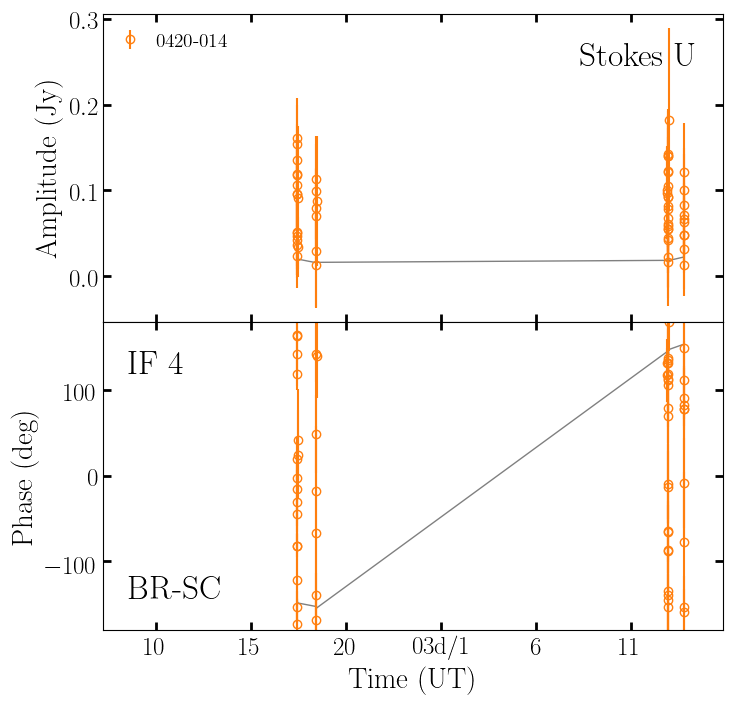 0.3
0420-014
Stokes U
0.2
0.1
0.0
Amplitude (Jy)
IF 4
100
0
−100
Phase (deg)
BR-SC
10 15 20 03d/1 6 11
Time (UT)